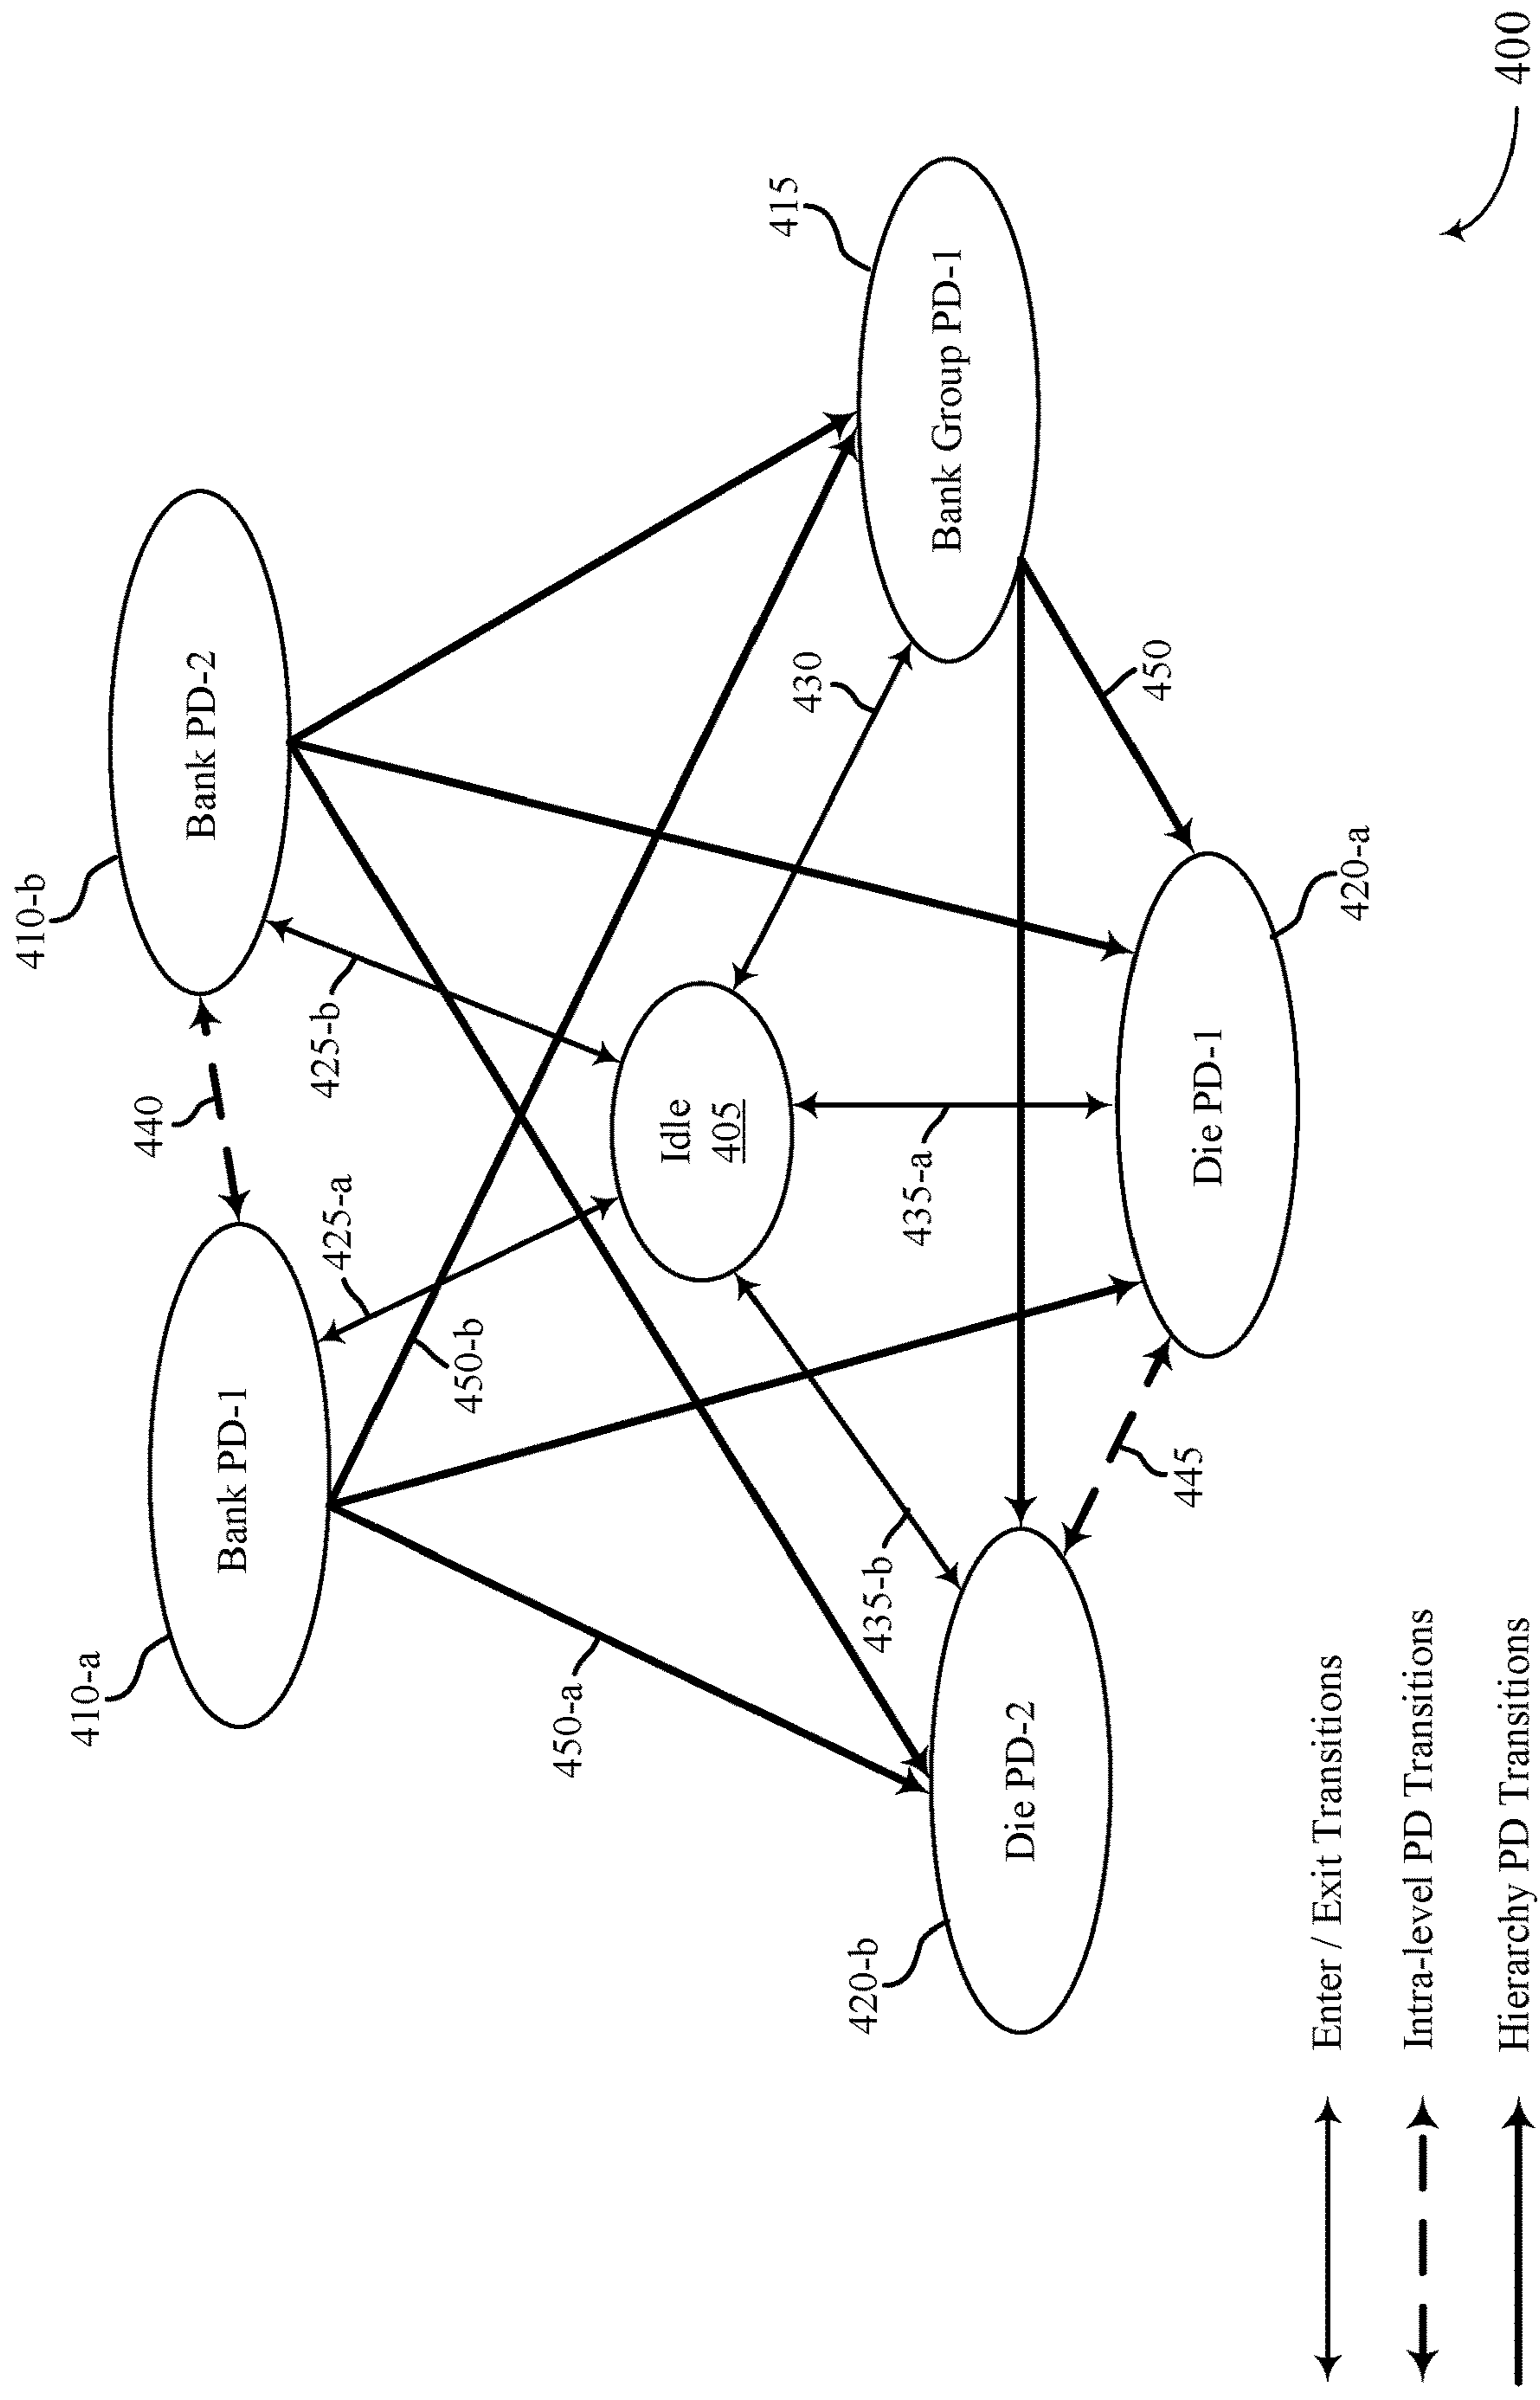 410-a
Bank PD-1
440
410-b
Bank PD-2
425-a
425-b
450-b
450-a
Idle
405
430
415
Bank Group PD-1
435-b
435-a
420-b
Die PD-2
445
Die PD-1
420-a
450
Enter / Exit Transitions
Intra-level PD Transitions
Hierarchy PD Transitions
400